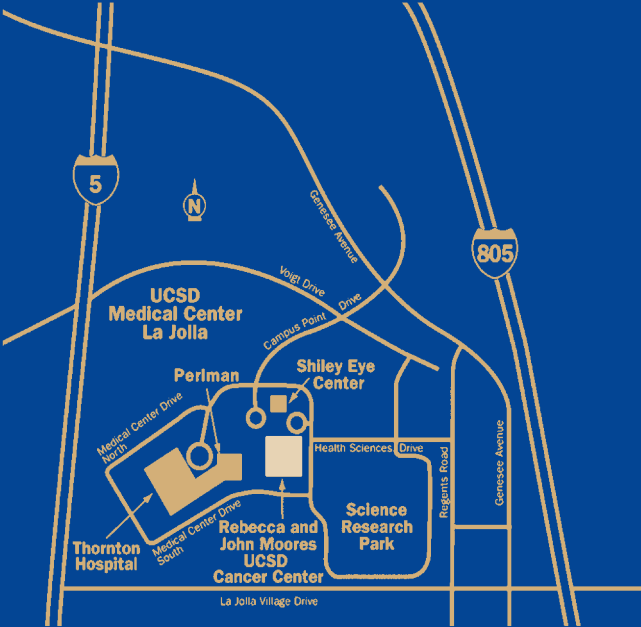 5
N
Genesee Avenue
805
Voigt Drive
UCSD
Medical Center
La Jolla
Campus Point Drive
Perlman
Shiley Eye
Center
Medical Center Drive
North
Health Sciences Drive
Regents Road
Genesee Avenue
Science
Research
Park
Medical Center Drive
South
Rebecca and
John Moores
UCSD
Cancer Center
Thornton
Hospital
La Jolla Village Drive